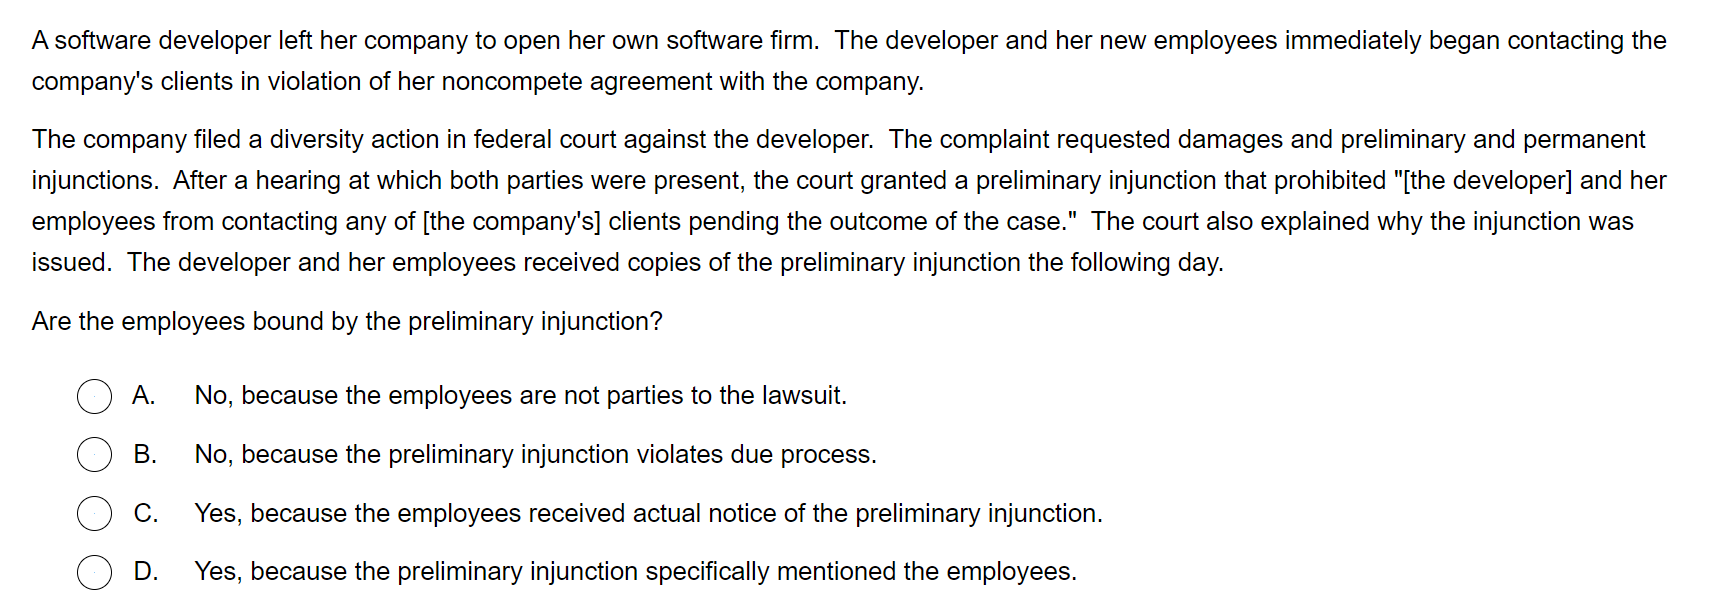 A software developer left her company to open her own software firm.  The developer and her new employees immediately began contacting the
company's clients in violation of her noncompete agreement with the company.
The company filed a diversity action in federal court against the developer.  The complaint requested damages and preliminary and permanent
injunctions.  After a hearing at which both parties were present, the court granted a preliminary injunction that prohibited "[the developer] and her
employees from contacting any of [the company's] clients pending the outcome of the case."  The court also explained why the injunction was
issued.  The developer and her employees received copies of the preliminary injunction the following day.
Are the employees bound by the preliminary injunction?
A. No, because the employees are not parties to the lawsuit.
B. No, because the preliminary injunction violates due process.
C. Yes, because the employees received actual notice of the preliminary injunction.
D. Yes, because the preliminary injunction specifically mentioned the employees.